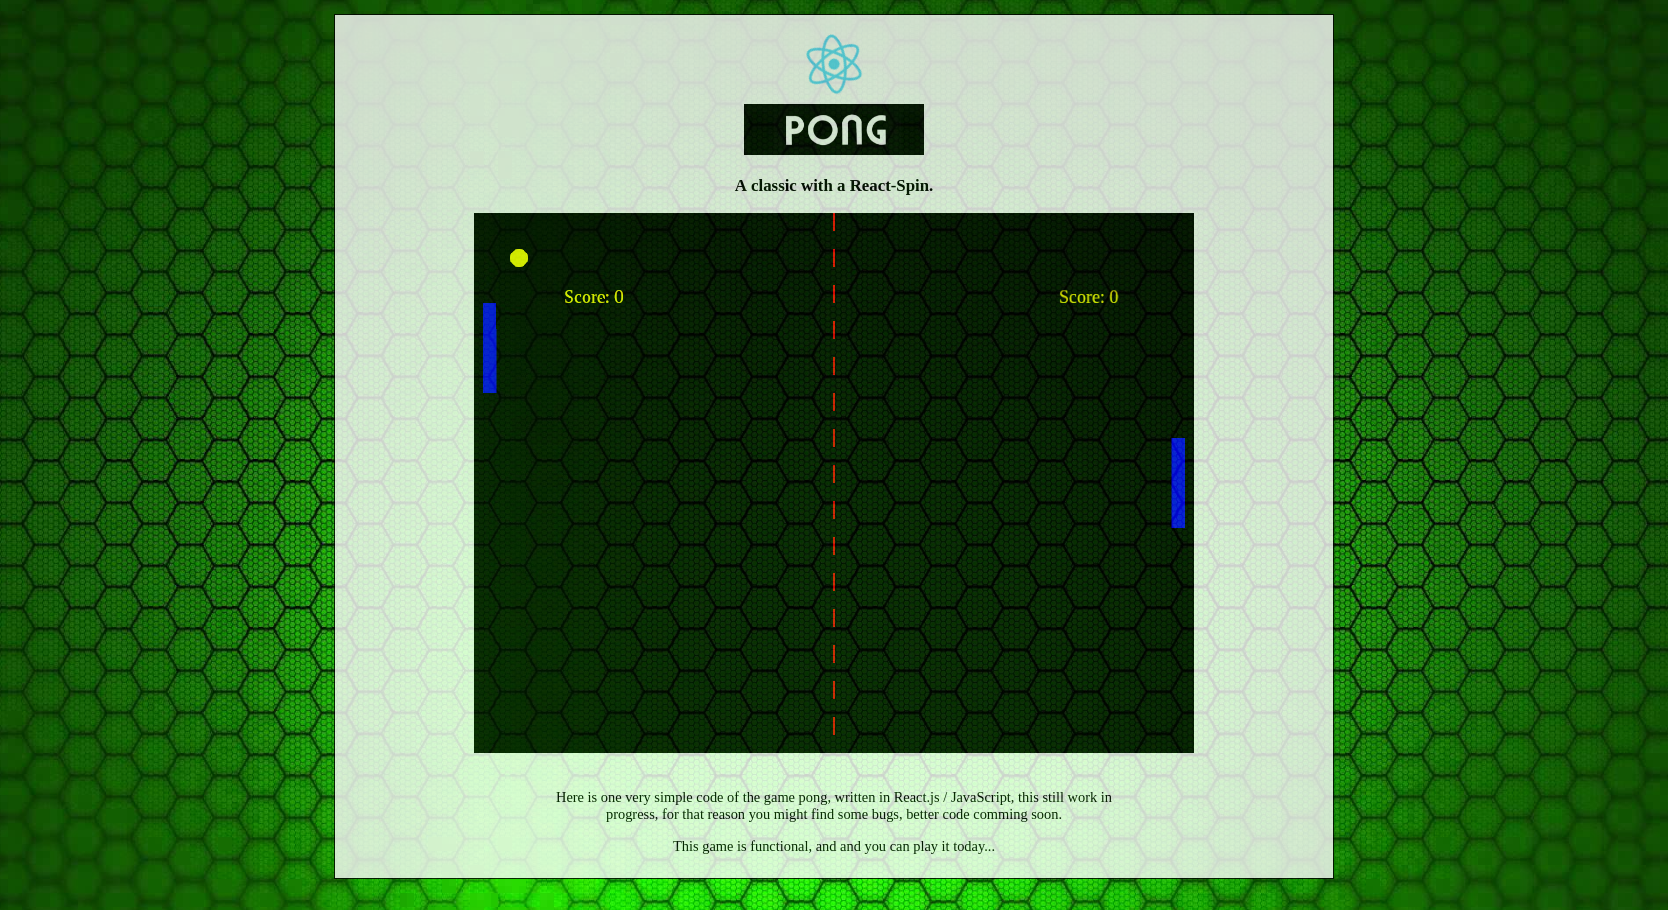 PONG
A classic with a React-Spin.
Score: 0
Score: 0
Here is one very simple code of the game pong, written in React.js / JavaScript, this still work in
progress, for that reason you might find some bugs, better code comming soon.
This game is functional, and and you can play it today...